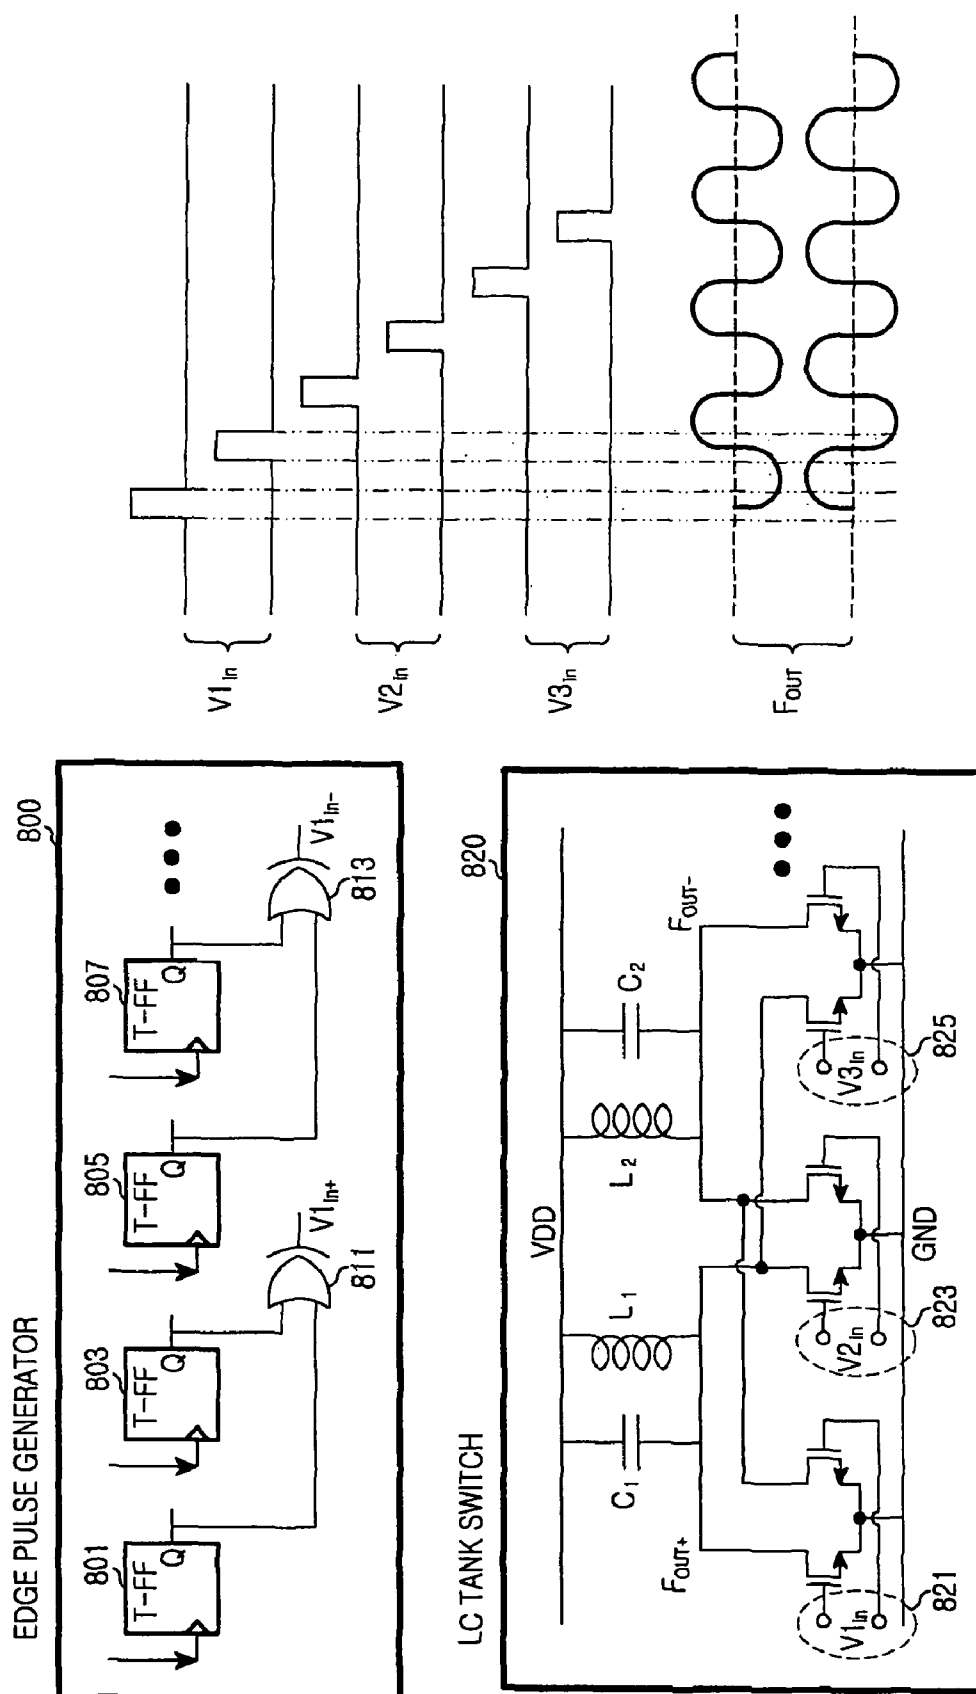 EDGE PULSE GENERATOR
800
801
T-FF
Q
803
T-FF
Q
805
T-FF
Q
807
T-FF
Q
811
V1In+
813
V1In-
LC TANK SWITCH
820
VDD
C1
L1
L2
C2
FOUT+
FOUT-
V1In
821
V2In
823
V3In
825
GND
V1In
V2In
V3In
FOUT